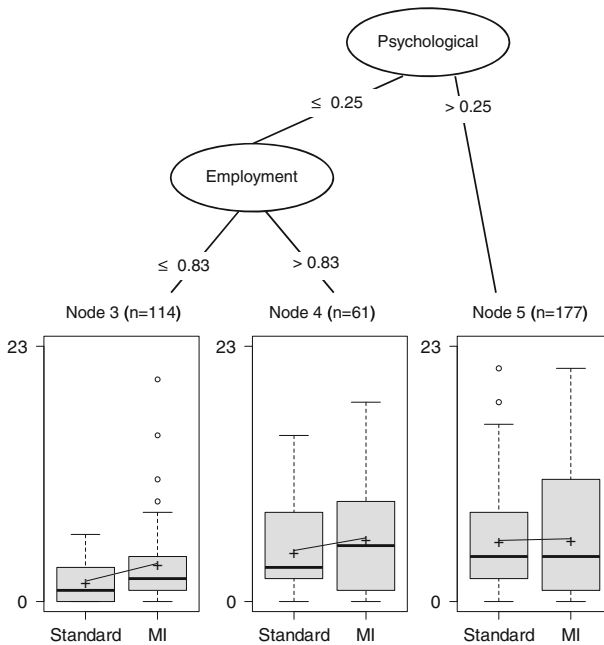 Psychological
≤ 0.25
> 0.25
Employment
≤ 0.83
> 0.83
Node 3 (n=114)
Node 4 (n=61)
Node 5 (n=177)
23
23
23
0
0
0
Standard MI
Standard MI
Standard MI